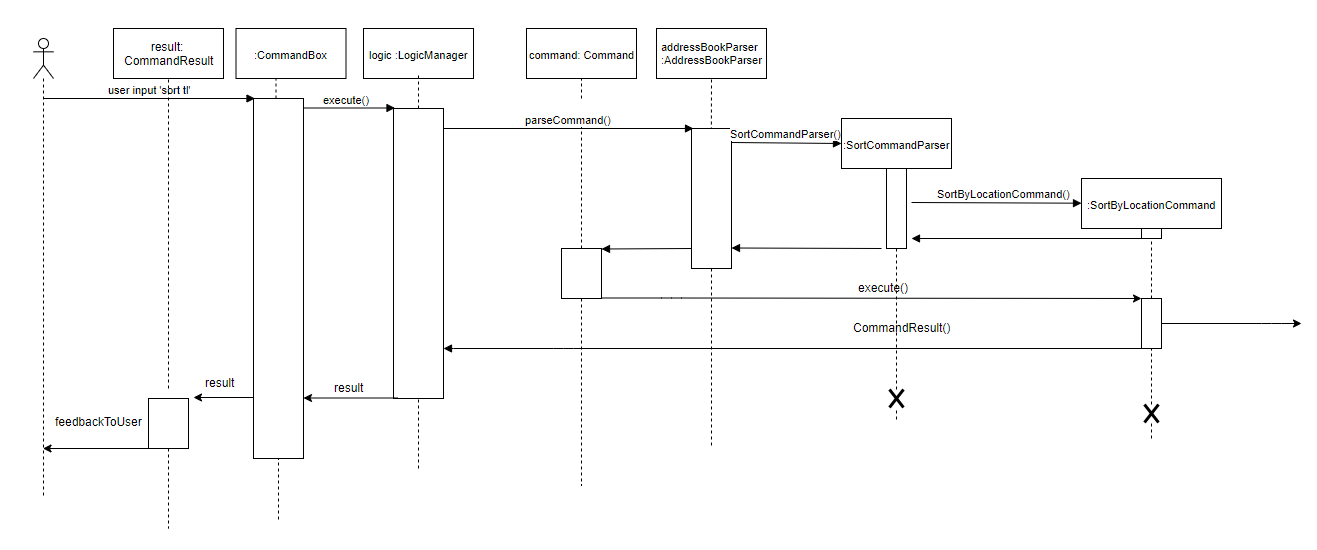 result:
CommandResult
:CommandBox
logic :LogicManager
command: Command
addressBookParser
:AddressBookParser
user input 'sbrt tl'
execute()
parseCommand()
SortCommandParser()
:SortCommandParser
SortByLocationCommand()
:SortByLocationCommand
execute()
CommandResult()
result
result
feedbackToUser